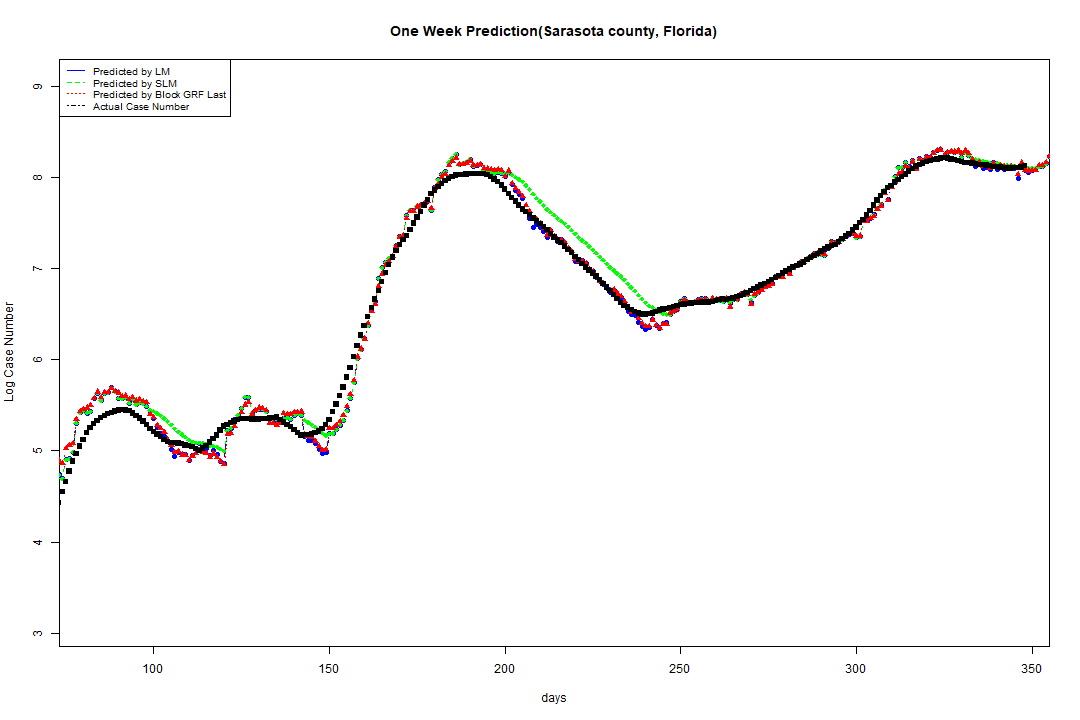 One Week Prediction(Sarasota county, Florida)
Predicted by LM
Predicted by SLM
Predicted by Block GRF Last
Actual Case Number
9
8
7
6
5
4
3
Log Case Number
100 150 200 250 300 350
days